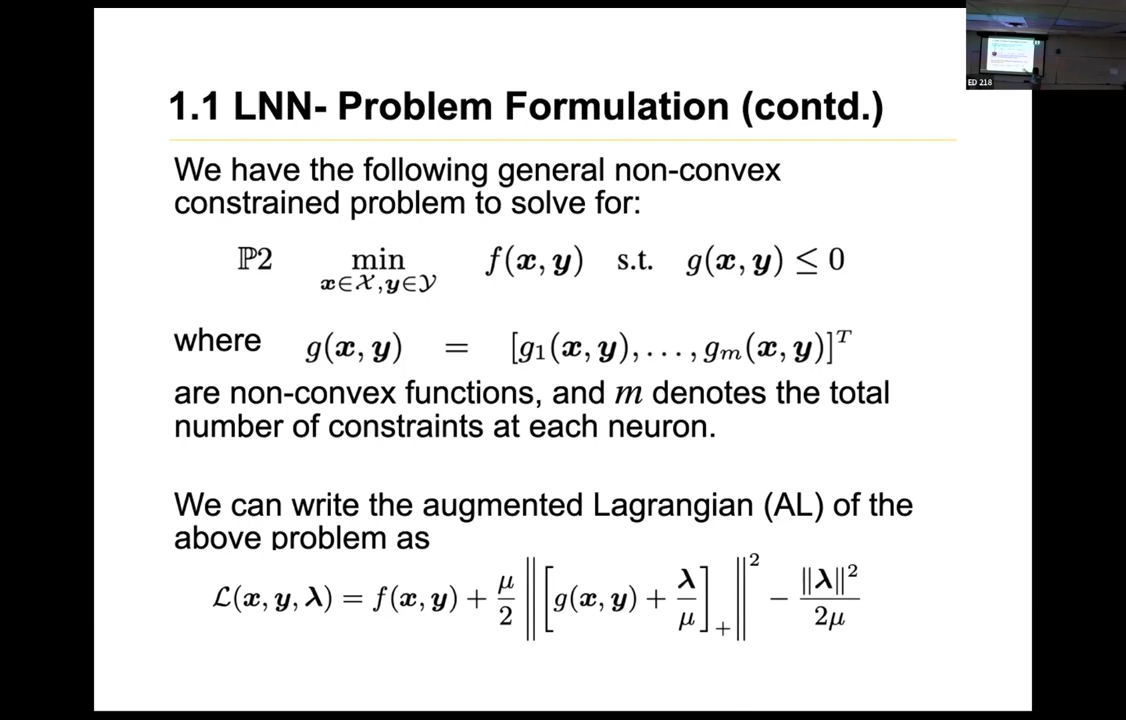 ED 218
1.1 LNN- Problem Formulation (contd.)
We have the following general non-convex
constrained problem to solve for:
ℙ2 min f(𝒙, 𝒚) s.t. g(𝒙, 𝒚) ≤ 0
𝒙∈𝒳,𝒚∈𝒴
where g(𝒙, 𝒚) = [g₁(𝒙, 𝒚), . . . , gₘ(𝒙, 𝒚)]ᵀ
are non-convex functions, and m denotes the total
number of constraints at each neuron.
We can write the augmented Lagrangian (AL) of the
above problem as
ℒ(𝒙, 𝒚, 𝝀) = f(𝒙, 𝒚) + μ/2 ‖[g(𝒙, 𝒚) + 𝝀/μ]₊‖² − ‖𝝀‖²/2μ